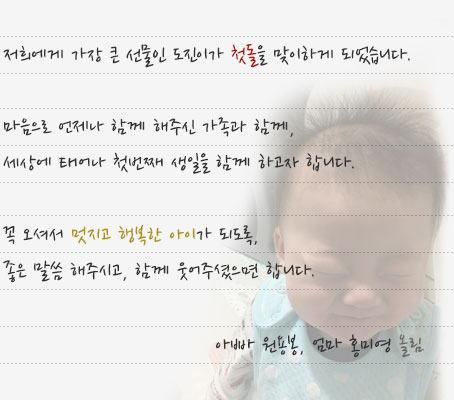 저희에게 가장 큰 선물인 도진이가 첫돌을 맞이하게 되었습니다.
마음으로 언제나 함께 해주신 가족과 함께,
세상에 태어나 첫번째 생일을 함께 하고자 합니다.
꼭 오셔서 멋지고 행복한 아이가 되도록,
좋은 말씀 해주시고, 함께 웃어주셨으면 합니다.
아빠 원용봉, 엄마 홍미영 올림